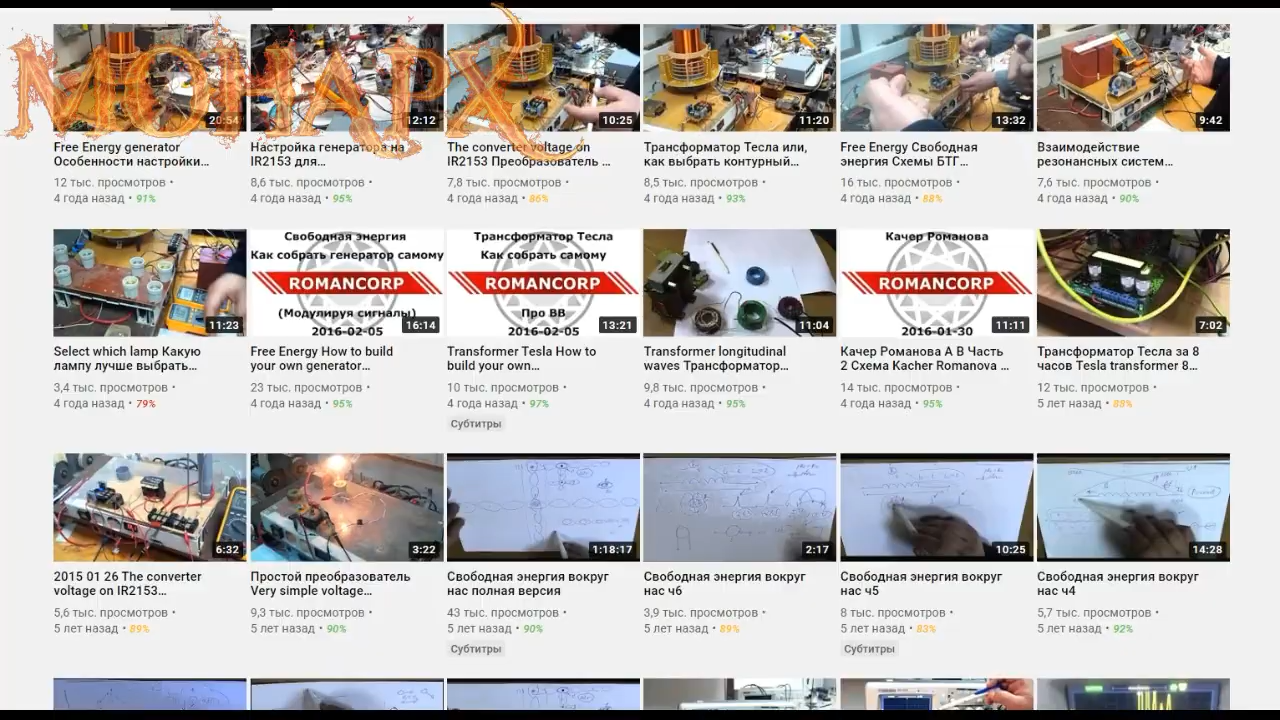 МОНАРХ
20:54
12:12
10:25
11:20
13:32
9:42
Free Energy generator
Особенности настройки...
12 тыс. просмотров •
4 года назад • 91%
Настройка генератора на
IR2153 для...
8,6 тыс. просмотров •
4 года назад • 95%
The converter voltage on
IR2153 Преобразователь ...
7,8 тыс. просмотров •
4 года назад • 86%
Трансформатор Тесла или,
как выбрать контурный...
8,5 тыс. просмотров •
4 года назад • 93%
Free Energy Свободная
энергия Схемы БТГ...
16 тыс. просмотров •
4 года назад • 88%
Взаимодействие
резонансных систем...
7,6 тыс. просмотров •
4 года назад • 90%
11:23
Select which lamp Какую
лампу лучше выбрать...
3,4 тыс. просмотров •
4 года назад • 79%
Свободная энергия
Как собрать генератор самому
ROMANCORP
(Модулируя сигналы)
2016-02-05
16:14
Free Energy How to build
your own generator...
23 тыс. просмотров •
4 года назад • 95%
Трансформатор Тесла
Как собрать самому
ROMANCORP
Про ВВ
2016-02-05
13:21
Transformer Tesla How to
build your own...
10 тыс. просмотров •
4 года назад • 97%
Субтитры
11:04
Transformer longitudinal
waves Трансформатор...
9,8 тыс. просмотров •
4 года назад • 95%
Качер Романова
ROMANCORP
2016-01-30
11:11
Качер Романова А В Часть
2 Схема Kacher Romanova ...
14 тыс. просмотров •
4 года назад • 95%
7:02
Трансформатор Тесла за 8
часов Tesla transformer 8...
12 тыс. просмотров •
5 лет назад • 88%
6:32
2015 01 26 The converter
voltage on IR2153...
5,6 тыс. просмотров •
5 лет назад • 89%
3:22
Простой преобразователь
Very simple voltage...
9,3 тыс. просмотров •
5 лет назад • 90%
1:18:17
Свободная энергия вокруг
нас полная версия
43 тыс. просмотров •
5 лет назад • 90%
Субтитры
2:17
Свободная энергия вокруг
нас ч6
3,9 тыс. просмотров •
5 лет назад • 89%
10:25
Свободная энергия вокруг
нас ч5
8 тыс. просмотров •
5 лет назад • 83%
Субтитры
14:28
Свободная энергия вокруг
нас ч4
5,7 тыс. просмотров •
5 лет назад • 92%